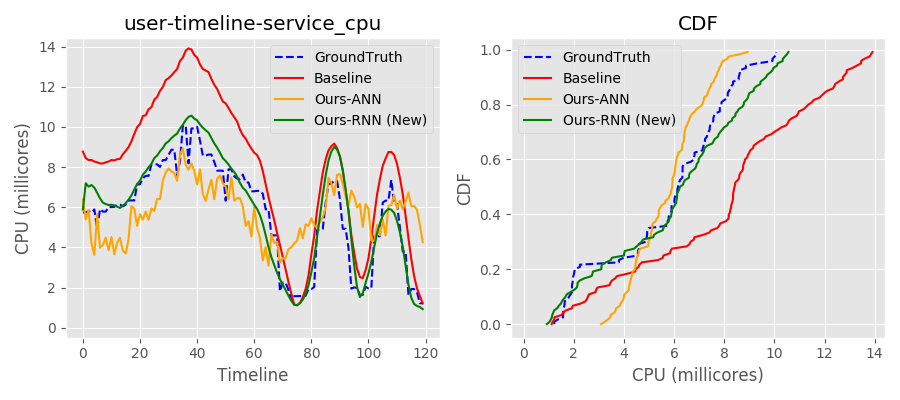 user-timeline-service_cpu
CPU (millicores)
14
12
10
8
6
4
2
0
GroundTruth
Baseline
Ours-ANN
Ours-RNN (New)
0 20 40 60 80 100 120
Timeline
CDF
CDF
1.0
0.8
0.6
0.4
0.2
0.0
GroundTruth
Baseline
Ours-ANN
Ours-RNN (New)
0 2 4 6 8 10 12 14
CPU (millicores)